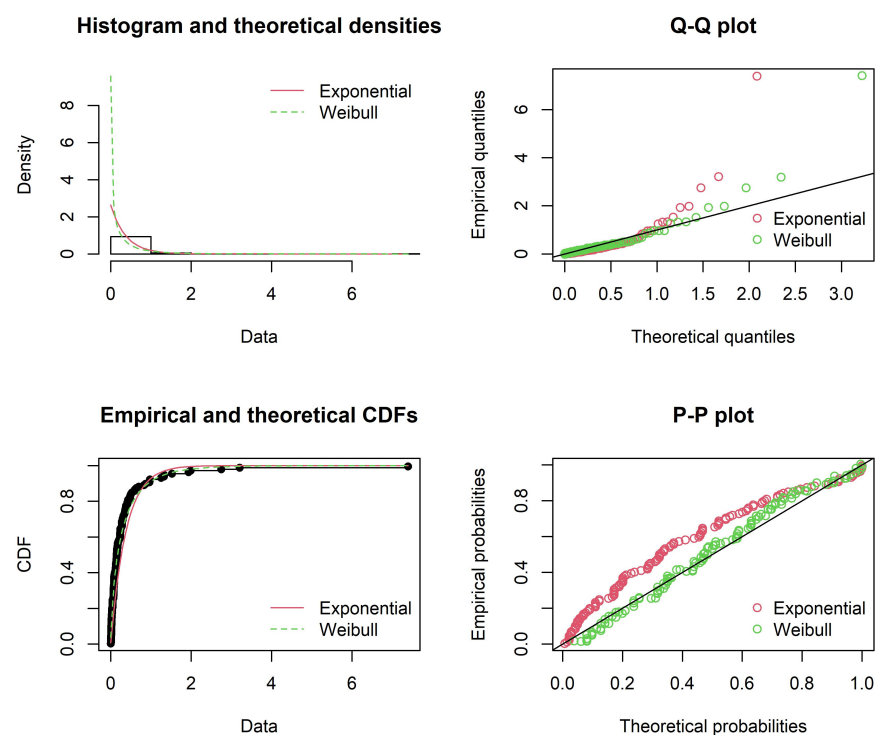 Histogram and theoretical densities
Density
0
2
4
6
8
0
2
4
6
Data
Exponential
Weibull
Q-Q plot
Empirical quantiles
0
2
4
6
0.0
0.5
1.0
1.5
2.0
2.5
3.0
Theoretical quantiles
Exponential
Weibull
Empirical and theoretical CDFs
CDF
0.0
0.4
0.8
0
2
4
6
Data
Exponential
Weibull
P-P plot
Empirical probabilities
0.0
0.4
0.8
0.0
0.2
0.4
0.6
0.8
1.0
Theoretical probabilities
Exponential
Weibull